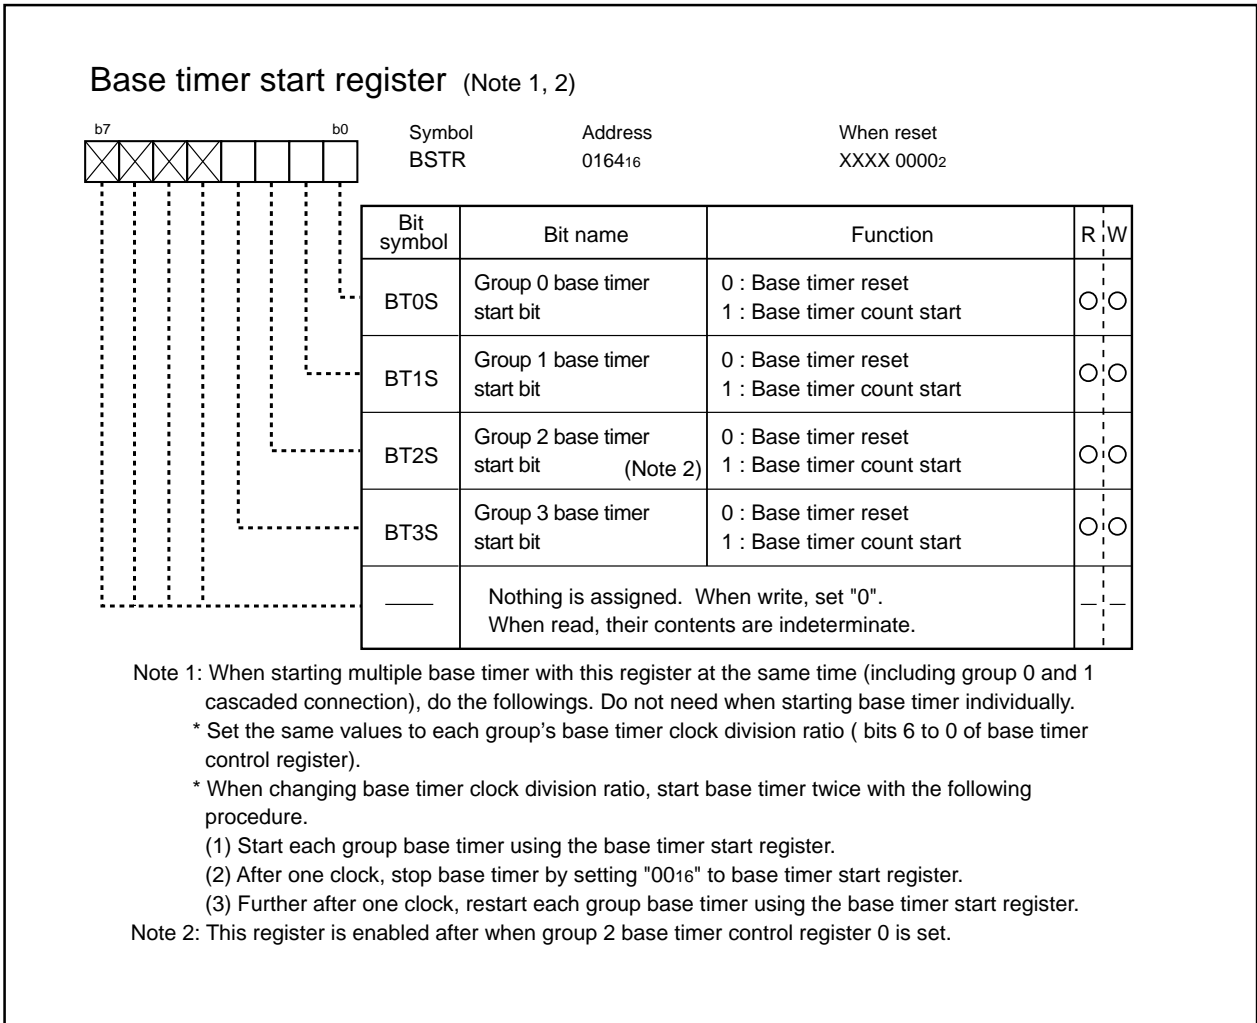 Base timer start register (Note 1, 2)
b7 b0 Symbol Address When reset
BSTR 016416 XXXX 00002
Bit symbol Bit name Function R W
BT0S Group 0 base timer start bit 0 : Base timer reset
1 : Base timer count start
BT1S Group 1 base timer start bit 0 : Base timer reset
1 : Base timer count start
BT2S Group 2 base timer start bit (Note 2) 0 : Base timer reset
1 : Base timer count start
BT3S Group 3 base timer start bit 0 : Base timer reset
1 : Base timer count start
Nothing is assigned. When write, set "0".
When read, their contents are indeterminate.
Note 1: When starting multiple base timer with this register at the same time (including group 0 and 1
cascaded connection), do the followings. Do not need when starting base timer individually.
* Set the same values to each group's base timer clock division ratio ( bits 6 to 0 of base timer
control register).
* When changing base timer clock division ratio, start base timer twice with the following
procedure.
(1) Start each group base timer using the base timer start register.
(2) After one clock, stop base timer by setting "0016" to base timer start register.
(3) Further after one clock, restart each group base timer using the base timer start register.
Note 2: This register is enabled after when group 2 base timer control register 0 is set.